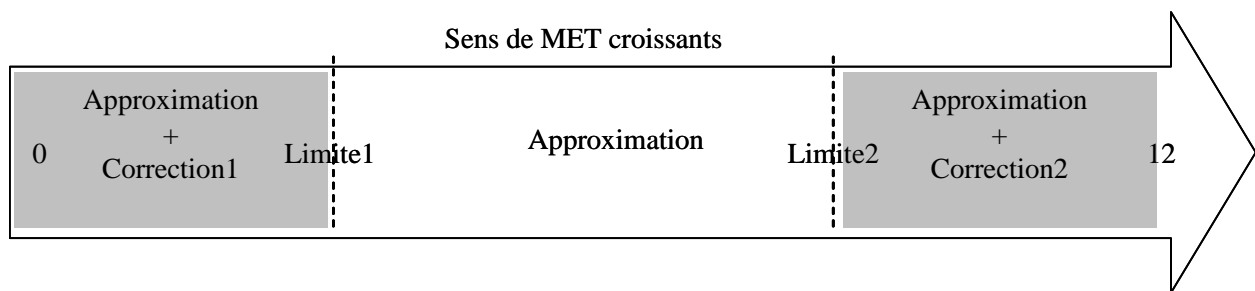 Sens de MET croissants
Approximation
+
Correction1
0
Limite1
Approximation
Limite2
Approximation
+
Correction2
12